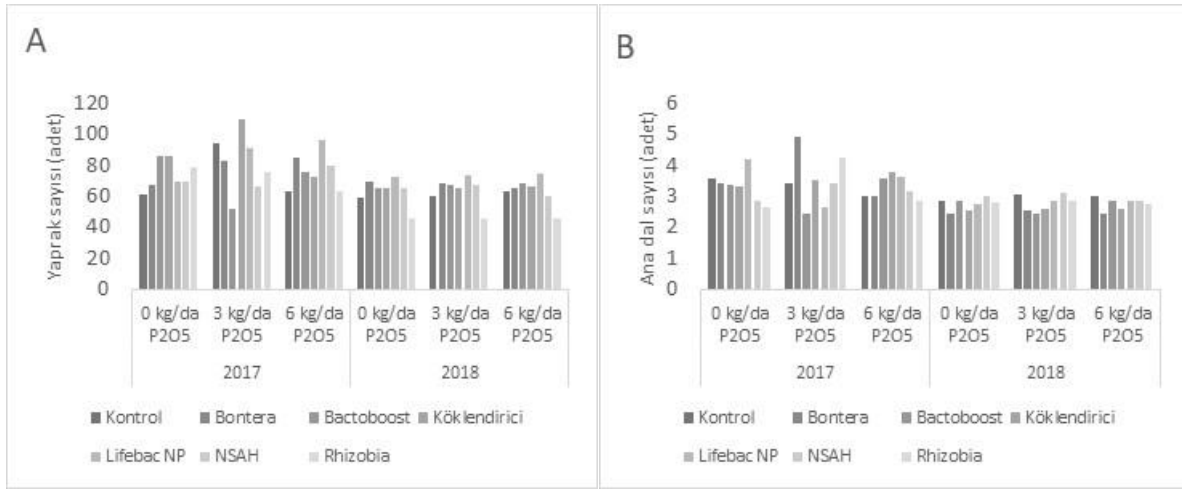 A
Yaprak sayısı (adet)
120
100
80
60
40
20
0
0 kg/da 3 kg/da 6 kg/da 0 kg/da 3 kg/da 6 kg/da
P2O5 P2O5 P2O5 P2O5 P2O5 P2O5
2017 2018
Kontrol Bontera Bactoboost Köklendirici
Lifebac NP NSAH Rhizobia
B
Ana dal sayısı (adet)
6
5
4
3
2
1
0
0 kg/da 3 kg/da 6 kg/da 0 kg/da 3 kg/da 6 kg/da
P2O5 P2O5 P2O5 P2O5 P2O5 P2O5
2017 2018
Kontrol Bontera Bactoboost Köklendirici
Lifebac NP NSAH Rhizobia